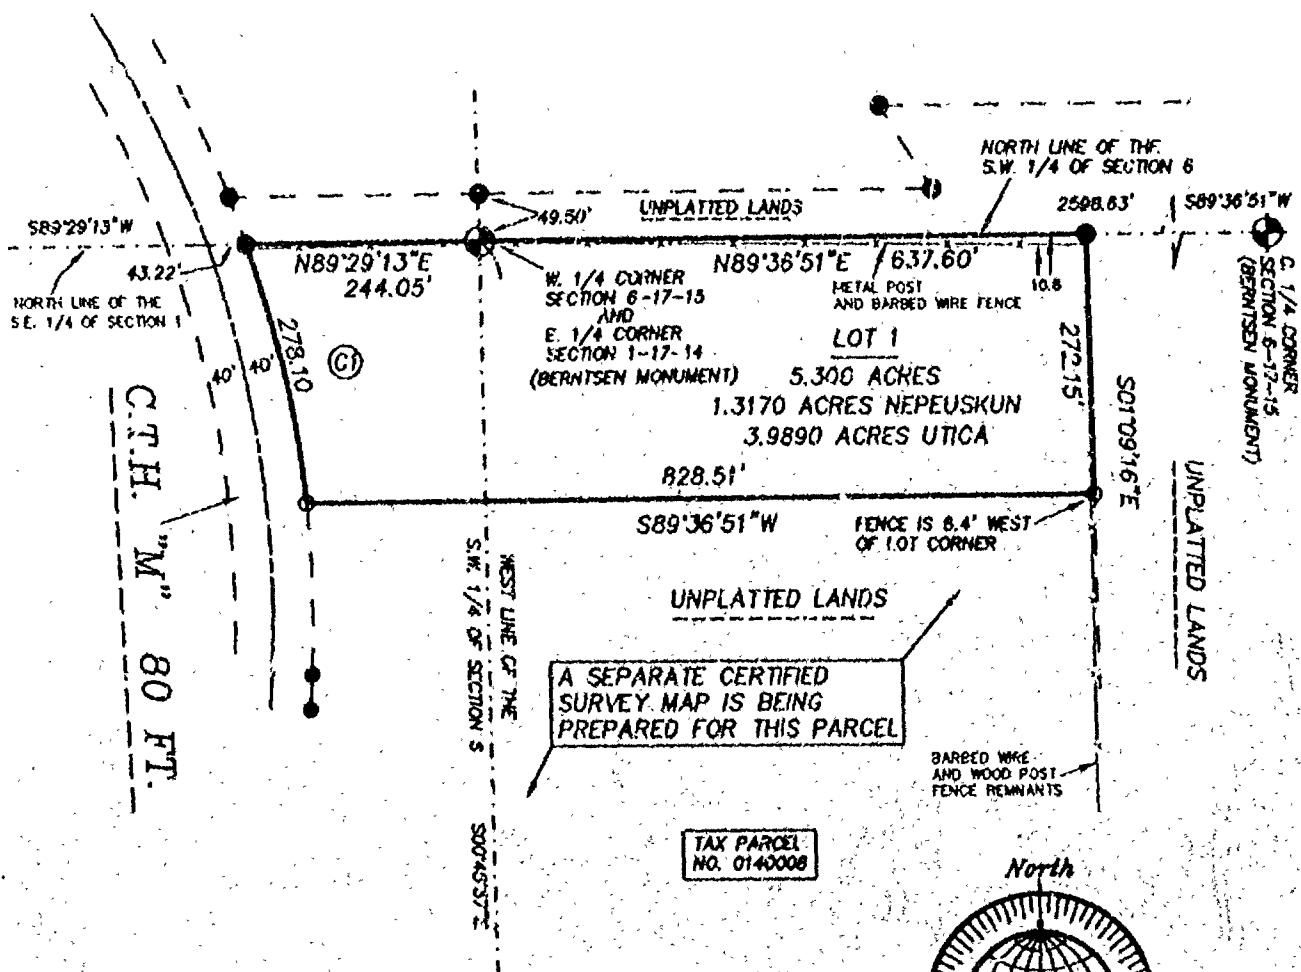 NORTH LINE OF THE
S.W. 1/4 OF SECTION 6
S89°29'13"W
49.50'
UNPLATTED LANDS
2598.63'
S89°36'51"W
43.22'
N89°29'13"E
244.05'
N89°36'51"E
637.60'
NORTH LINE OF THE
S.E. 1/4 OF SECTION 1
W. 1/4 CORNER
SECTION 6-17-15
AND
E. 1/4 CORNER
SECTION 1-17-14
(BERNTSEN MONUMENT)
METAL POST
AND BARBED WIRE FENCE
10.8
C. 1/4 CORNER
SECTION 6-17-15
(BERNTSEN MONUMENT)
278.10
C1
40'
40'
LOT 1
5.300 ACRES
1.3170 ACRES NEPEUSKUN
3.9890 ACRES UTICA
272.15'
S01°09'16"E
C.T.H. "M" 80 FT.
828.51'
S89°36'51"W
FENCE IS 8.4' WEST
OF LOT CORNER
UNPLATTED LANDS
WEST LINE OF THE
S.W. 1/4 OF SECTION
UNPLATTED LANDS
A SEPARATE CERTIFIED
SURVEY MAP IS BEING
PREPARED FOR THIS PARCEL
BARBED WIRE
AND WOOD POST
FENCE REMNANTS
TAX PARCEL
NO. 0140008
North